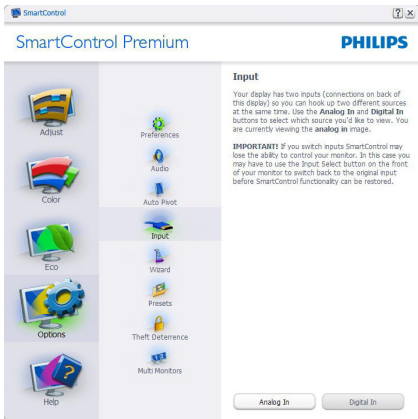 SmartControl
? ×
SmartControl Premium
PHILIPS
Adjust
Color
Eco
Options
Help
Preferences
Audio
Auto Pivot
Input
Wizard
Presets
Theft Deterrence
Multi Monitors
Input
Your display has two inputs (connections on back of
this display) so you can hook up two different sources
at the same time. Use the Analog In and Digital In
buttons to select which source you'd like to view. You
are currently viewing the analog in image.
IMPORTANT! If you switch inputs SmartControl may
lose the ability to control your monitor. In this case you
may have to use the Input Select button on the front
of your monitor to switch back to the original input
before SmartControl functionality can be restored.
Analog In
Digital In